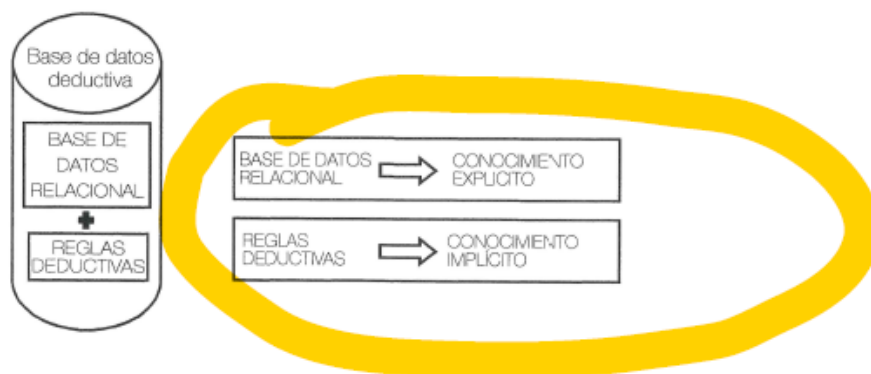 Base de datos
deductiva
BASE DE
DATOS
RELACIONAL
+
REGLAS
DEDUCTIVAS
BASE DE DATOS
RELACIONAL
CONOCIMIENTO
EXPLICITO
REGLAS
DEDUCTIVAS
CONOCIMIENTO
IMPLÍCITO